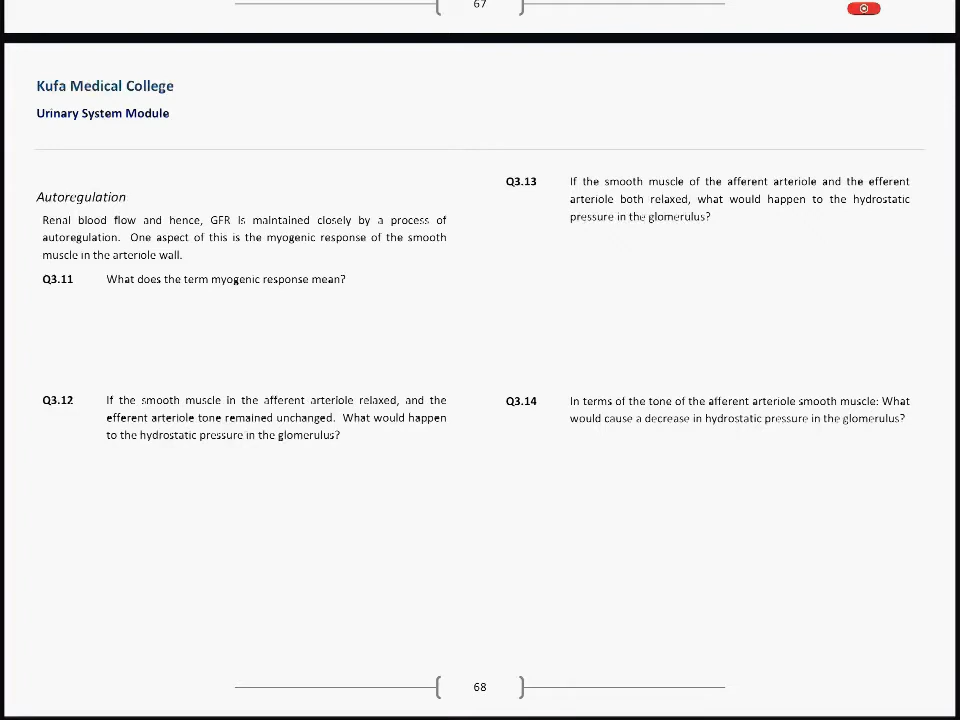 67
Kufa Medical College
Urinary System Module
Autoregulation
Renal blood flow and hence, GFR is maintained closely by a process of
autoregulation. One aspect of this is the myogenic response of the smooth
muscle in the arteriole wall.
Q3.11 What does the term myogenic response mean?
Q3.12 If the smooth muscle in the afferent arteriole relaxed, and the
efferent arteriole tone remained unchanged. What would happen
to the hydrostatic pressure in the glomerulus?
Q3.13 If the smooth muscle of the afferent arteriole and the efferent
arteriole both relaxed, what would happen to the hydrostatic
pressure in the glomerulus?
Q3.14 In terms of the tone of the afferent arteriole smooth muscle: What
would cause a decrease in hydrostatic pressure in the glomerulus?
68